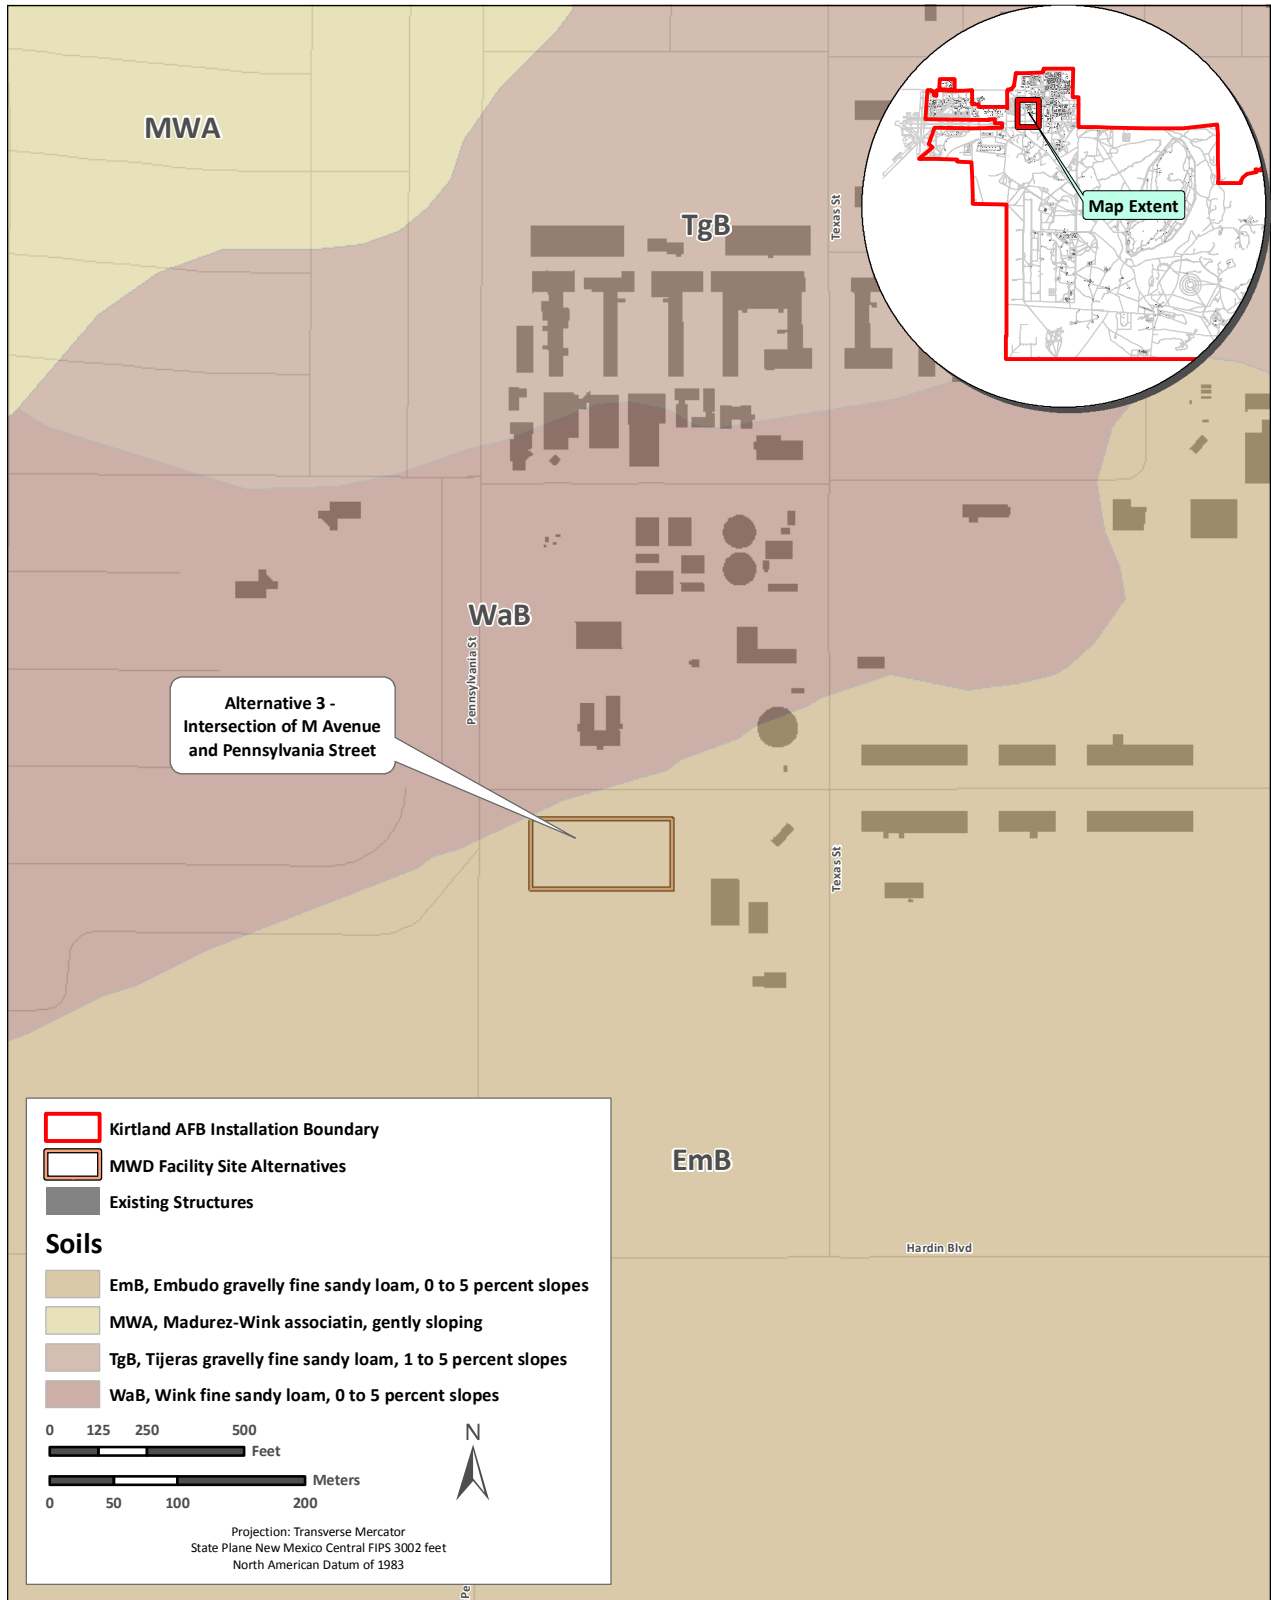 MWA
TgB
Texas St
Map Extent
WaB
Pennsylvania St
Alternative 3 -
Intersection of M Avenue
and Pennsylvania Street
Texas St
EmB
Hardin Blvd
Kirtland AFB Installation Boundary
MWD Facility Site Alternatives
Existing Structures
Soils
EmB, Embudo gravelly fine sandy loam, 0 to 5 percent slopes
MWA, Madurez-Wink associatin, gently sloping
TgB, Tijeras gravelly fine sandy loam, 1 to 5 percent slopes
WaB, Wink fine sandy loam, 0 to 5 percent slopes
0 125 250 500
Feet
Meters
0 50 100 200
N
Projection: Transverse Mercator
State Plane New Mexico Central FIPS 3002 feet
North American Datum of 1983
Pe